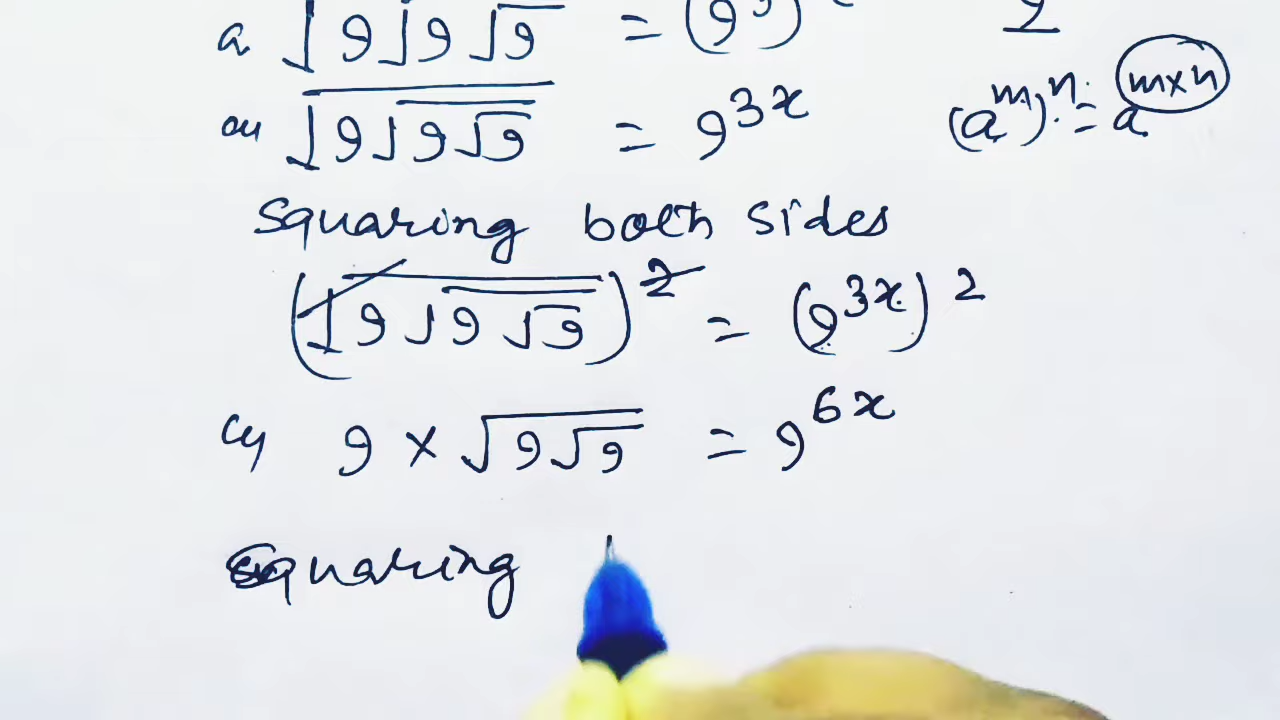 a √9√9√9 = (9³)
2
or √9√9√9 = 9^{3x}
(a^m)^n = a^{m×n}
Squaring both sides
(√9√9√9)² = (9^{3x})²
9 × √9√9 = 9^{6x}
Squaring